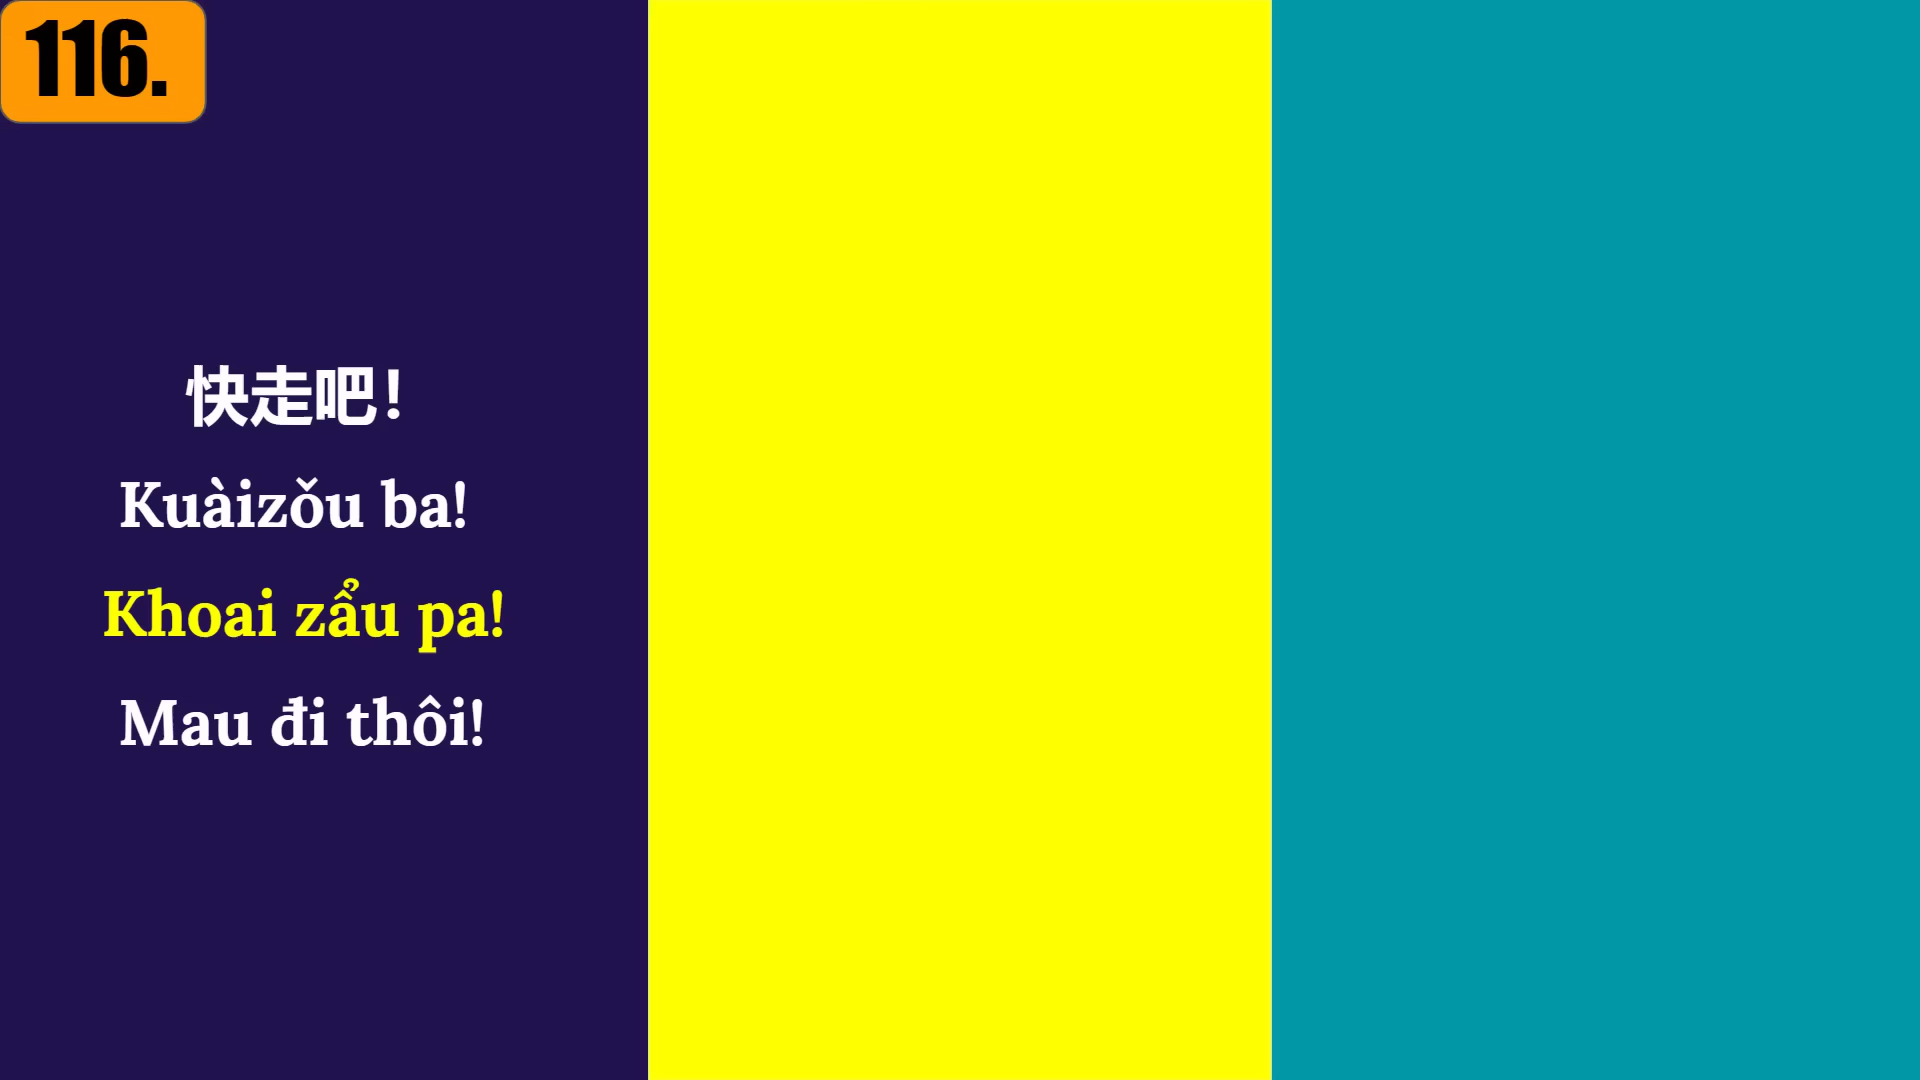 116.
快走吧！
Kuàizǒu ba!
Khoai zẩu pa!
Mau đi thôi!